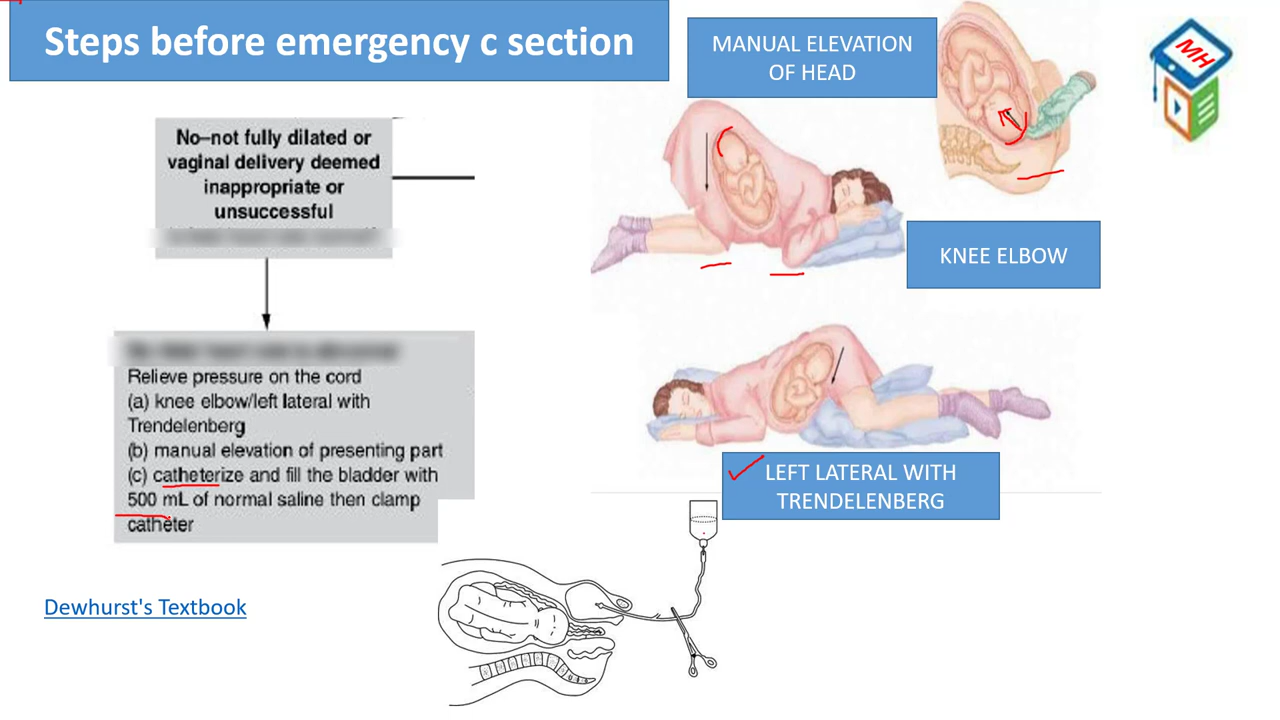 Steps before emergency c section
MANUAL ELEVATION
OF HEAD
MH
No–not fully dilated or
vaginal delivery deemed
inappropriate or
unsuccessful
KNEE ELBOW
Relieve pressure on the cord
(a) knee elbow/left lateral with
Trendelenberg
(b) manual elevation of presenting part
(c) catheterize and fill the bladder with
500 mL of normal saline then clamp
catheter
LEFT LATERAL WITH
TRENDELENBERG
Dewhurst's Textbook